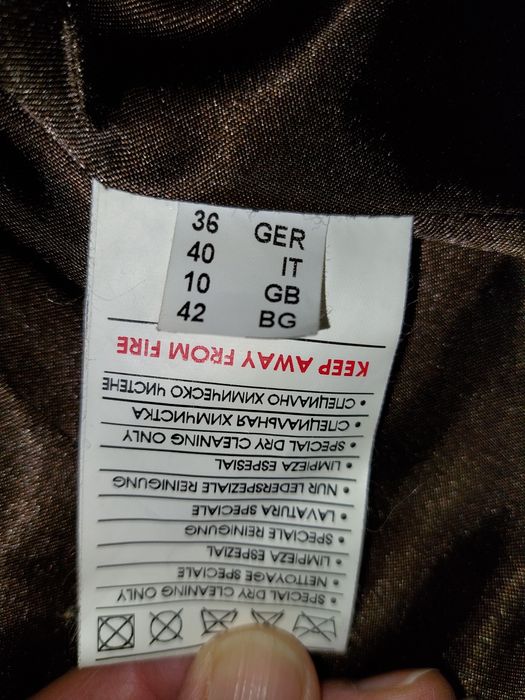 36 GER
40 IT
10 GB
42 BG
• SPECIAL DRY CLEANING ONLY
• NETTOYAGE SPECIALE
• LIMPIEZA ESPEZIAL
• SPECIALE REINIGUNG
• LAVATURA SPECIALE
• NUR LEDERSPEZIALE REINIGUNG
• LIMPIEZA ESPESIAL
• SPECIAL DRY CLEANING ONLY
• СПЕЦИАЛЬНАЯ ХИМЧИСТКА
• СПЕЦИАЛНО ХИМИЧЕСКО ЧИСТЕНЕ
KEEP AWAY FROM FIRE